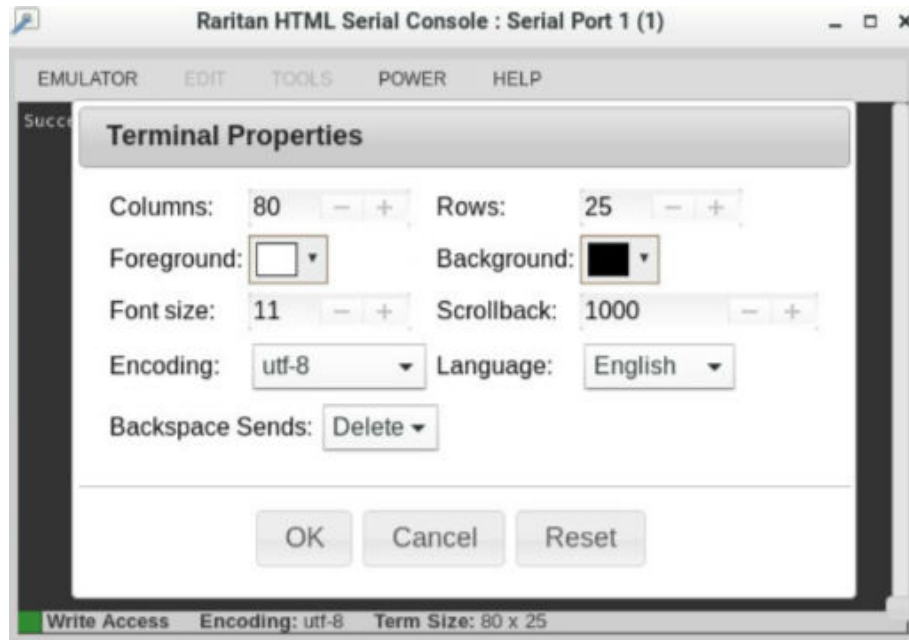 Raritan HTML Serial Console : Serial Port 1 (1)
EMULATOR EDIT TOOLS POWER HELP
Succe
Terminal Properties
Columns: 80 Rows: 25
Foreground: Background:
Font size: 11 Scrollback: 1000
Encoding: utf-8 Language: English
Backspace Sends: Delete
OK Cancel Reset
Write Access Encoding: utf-8 Term Size: 80 x 25